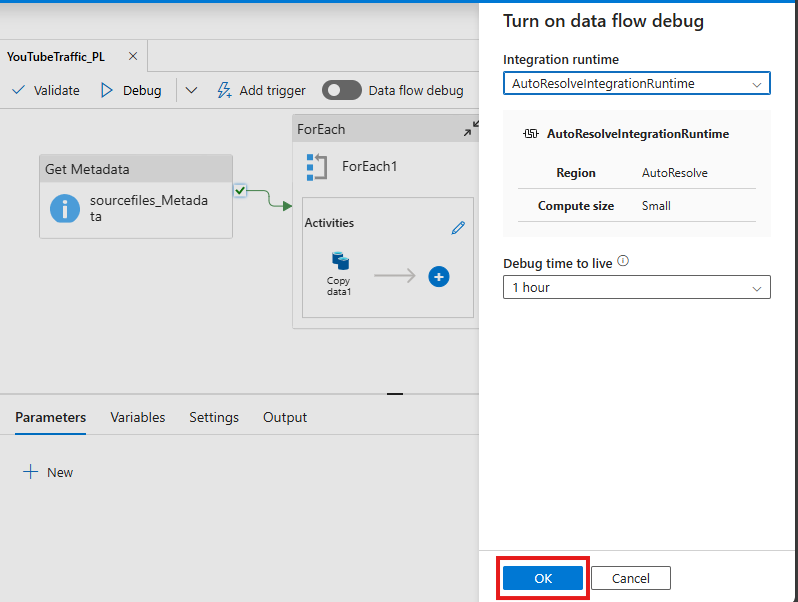 YouTubeTraffic_PL
Validate
Debug
Add trigger
Data flow debug
Get Metadata
sourcefiles_Metada
ta
ForEach
ForEach1
Activities
Copy
data1
Parameters
Variables
Settings
Output
New
Turn on data flow debug
Integration runtime
AutoResolveIntegrationRuntime
AutoResolveIntegrationRuntime
Region AutoResolve
Compute size Small
Debug time to live
1 hour
OK
Cancel